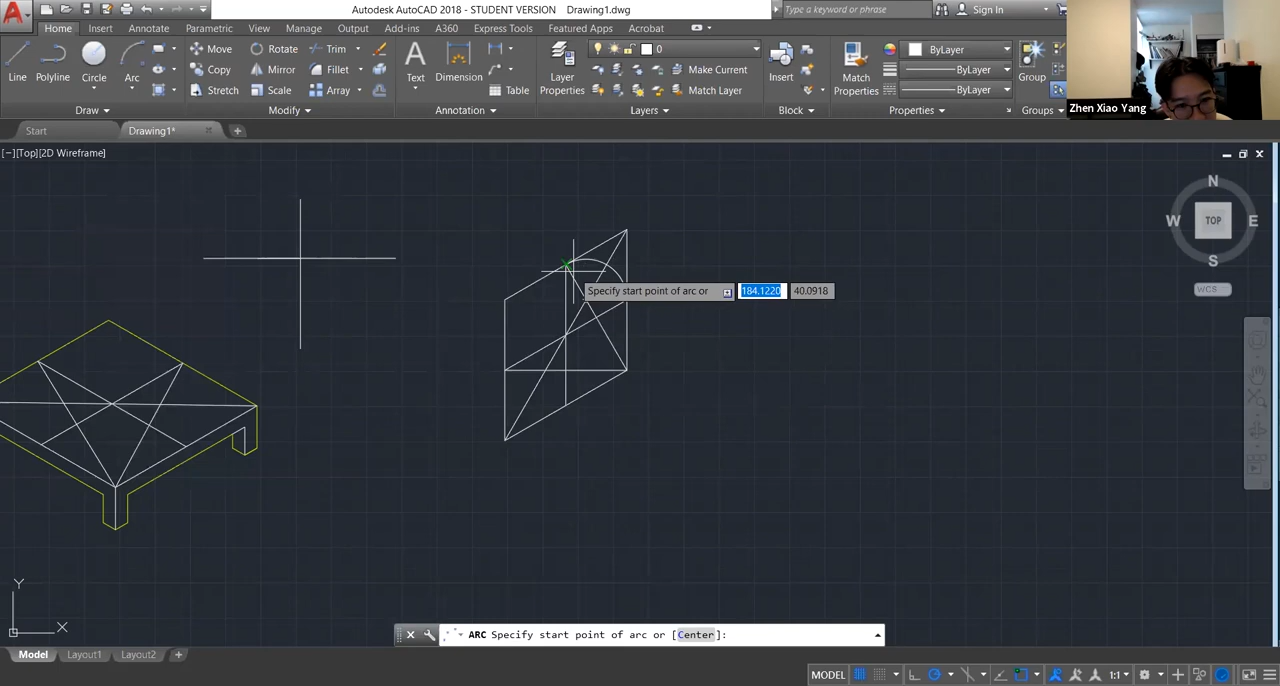 Autodesk AutoCAD 2018 - STUDENT VERSION Drawing1.dwg
Type a keyword or phrase
Sign In
Home Insert Annotate Parametric View Manage Output Add-ins A360 Express Tools Featured Apps Acrobat
Move Rotate Trim
Copy Mirror Fillet
Stretch Scale Array
Line Polyline Circle Arc
Text Dimension
Table
Layer Properties
0
Make Current
Match Layer
Insert
Match Properties
ByLayer
ByLayer
ByLayer
Group
Draw Modify Annotation Layers Block Properties Groups
Zhen Xiao Yang
Start Drawing1*
[−][Top][2D Wireframe]
N
W TOP E
S
WCS
Specify start point of arc or 184.1220 40.0918
Y
X
ARC Specify start point of arc or [Center]:
Model Layout1 Layout2
MODEL 1:1